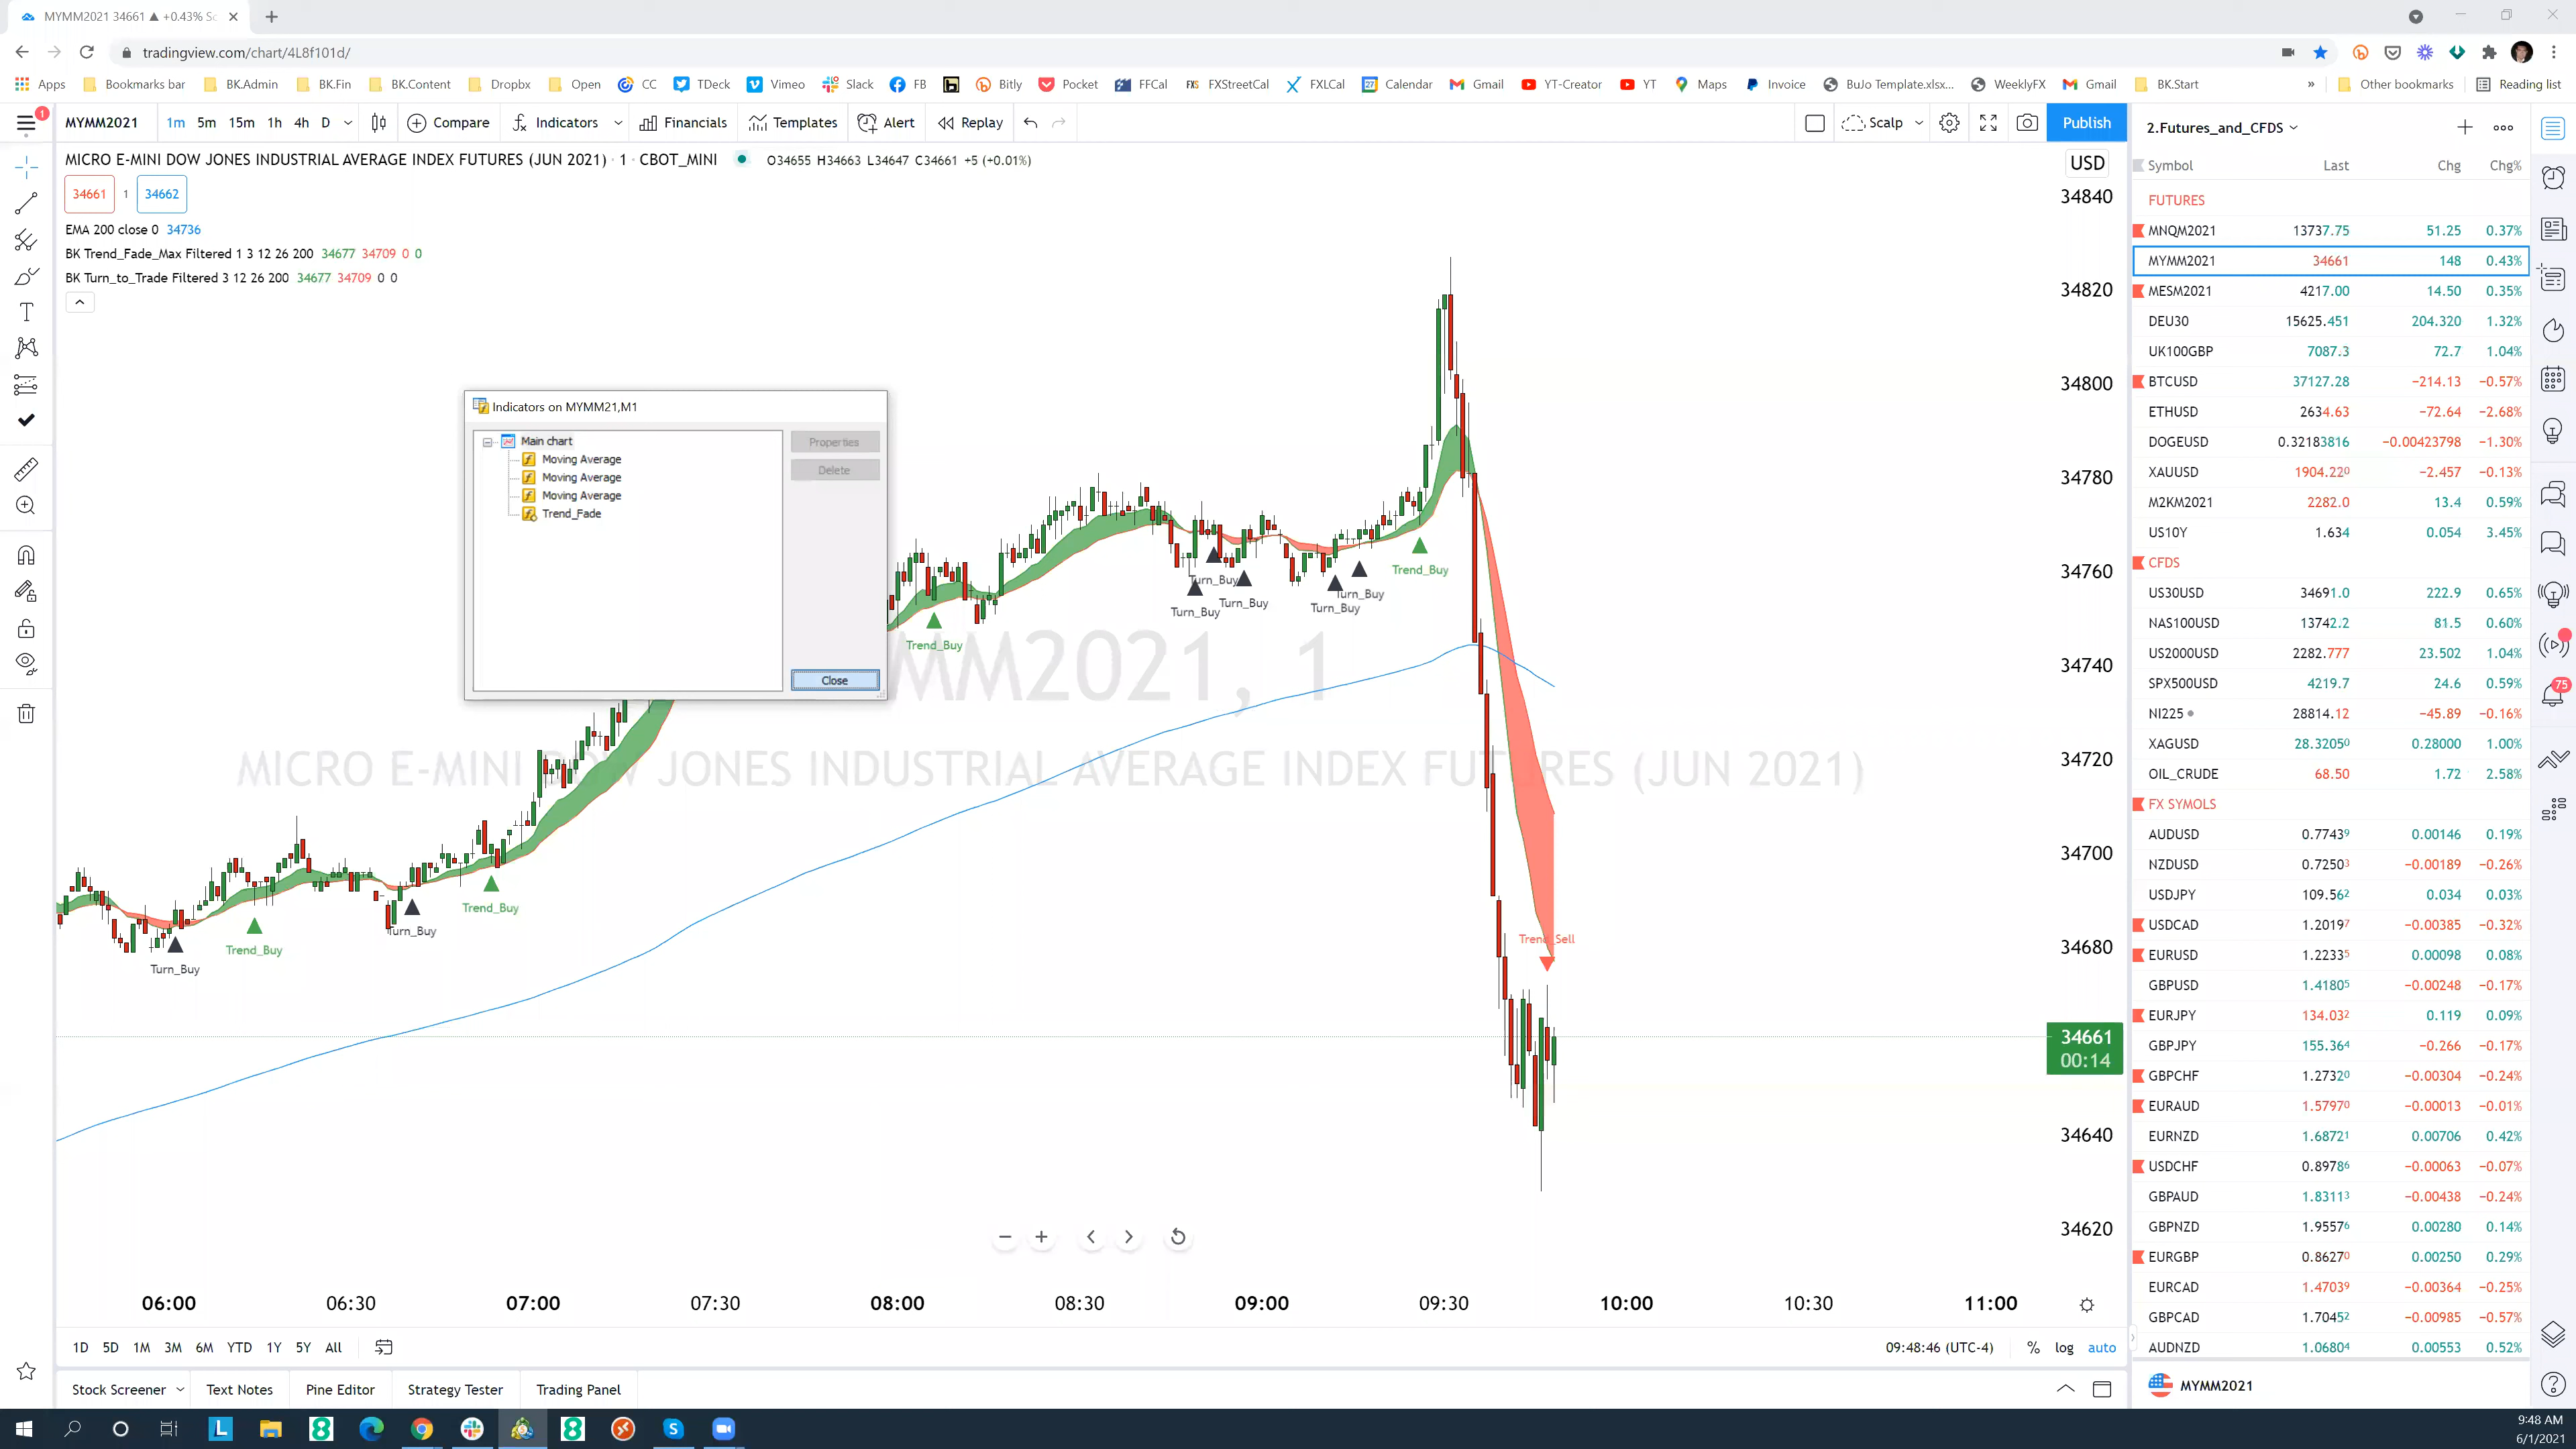 MYMM2021 34661 ▲ +0.43% Sc
tradingview.com/chart/4L8f101d/
Apps Bookmarks bar BK.Admin BK.Fin BK.Content Dropbx Open CC TDeck Vimeo Slack FB Bitly Pocket FFCal FXStreetCal FXLCal Calendar Gmail YT-Creator YT Maps Invoice BuJo Template.xlsx... WeeklyFX Gmail BK.Start » Other bookmarks Reading list
1 MYMM2021 1m 5m 15m 1h 4h D Compare Indicators Financials Templates Alert Replay Scalp Publish
MICRO E-MINI DOW JONES INDUSTRIAL AVERAGE INDEX FUTURES (JUN 2021) · 1 · CBOT_MINI O34655 H34663 L34647 C34661 +5 (+0.01%)
34661 1 34662
EMA 200 close 0 34736
BK Trend_Fade_Max Filtered 1 3 12 26 200 34677 34709 0 0
BK Turn_to_Trade Filtered 3 12 26 200 34677 34709 0 0
USD
34840
34820
34800
34780
34760
34740
34720
34700
34680
34661
00:14
34640
34620
Indicators on MYMM21,M1
Main chart
Moving Average
Moving Average
Moving Average
Trend_Fade
Properties
Delete
Close
MM2021, 1
MICRO E-MINI DOW JONES INDUSTRIAL AVERAGE INDEX FUTURES (JUN 2021)
Turn_Buy
Trend_Buy
Turn_Buy
Trend_Buy
Trend_Buy
Turn_Buy
Turn_Buy
Turn_Buy
Turn_Buy
Turn_Buy
Trend_Buy
Trend_Sell
06:00 06:30 07:00 07:30 08:00 08:30 09:00 09:30 10:00 10:30 11:00
1D 5D 1M 3M 6M YTD 1Y 5Y All
09:48:46 (UTC-4) % log auto
Stock Screener Text Notes Pine Editor Strategy Tester Trading Panel
2.Futures_and_CFDS
Symbol Last Chg Chg%
FUTURES
MNQM2021 13737.75 51.25 0.37%
MYMM2021 34661 148 0.43%
MESM2021 4217.00 14.50 0.35%
DEU30 15625.451 204.320 1.32%
UK100GBP 7087.3 72.7 1.04%
BTCUSD 37127.28 −214.13 −0.57%
ETHUSD 2634.63 −72.64 −2.68%
DOGEUSD 0.32183816 −0.00423798 −1.30%
XAUUSD 1904.220 −2.457 −0.13%
M2KM2021 2282.0 13.4 0.59%
US10Y 1.634 0.054 3.45%
CFDS
US30USD 34691.0 222.9 0.65%
NAS100USD 13742.2 81.5 0.60%
US2000USD 2282.777 23.502 1.04%
SPX500USD 4219.7 24.6 0.59%
NI225 28814.12 −45.89 −0.16%
XAGUSD 28.32050 0.28000 1.00%
OIL_CRUDE 68.50 1.72 2.58%
FX SYMOLS
AUDUSD 0.77439 0.00146 0.19%
NZDUSD 0.72503 −0.00189 −0.26%
USDJPY 109.562 0.034 0.03%
USDCAD 1.20197 −0.00385 −0.32%
EURUSD 1.22335 0.00098 0.08%
GBPUSD 1.41805 −0.00248 −0.17%
EURJPY 134.032 0.119 0.09%
GBPJPY 155.364 −0.266 −0.17%
GBPCHF 1.27320 −0.00304 −0.24%
EURAUD 1.57970 −0.00013 −0.01%
EURNZD 1.68721 0.00706 0.42%
USDCHF 0.89786 −0.00063 −0.07%
GBPAUD 1.83113 −0.00438 −0.24%
GBPNZD 1.95576 0.00280 0.14%
EURGBP 0.86270 0.00250 0.29%
EURCAD 1.47039 −0.00364 −0.25%
GBPCAD 1.70452 −0.00985 −0.57%
AUDNZD 1.06804 0.00553 0.52%
MYMM2021
75
9:48 AM
6/1/2021